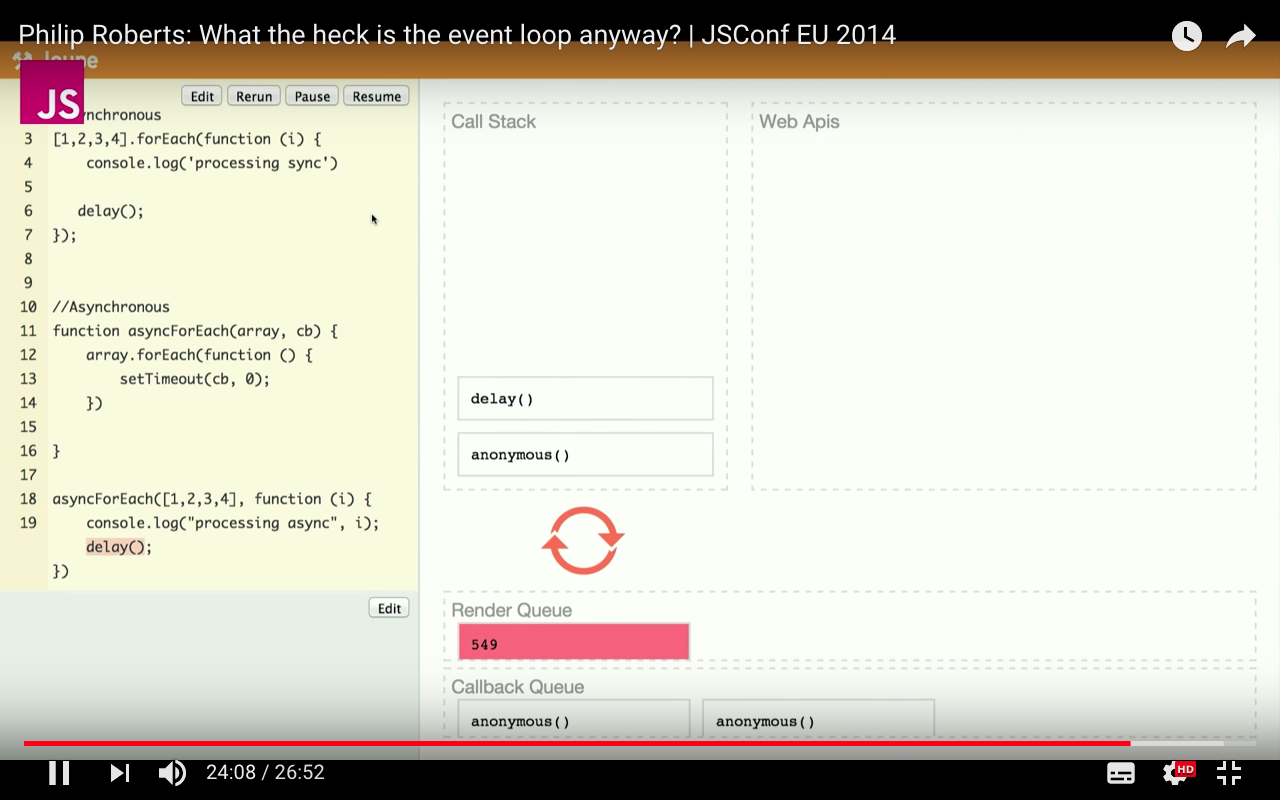 Philip Roberts: What the heck is the event loop anyway? | JSConf EU 2014
loupe
JS
Edit Rerun Pause Resume
nchronous
3 [1,2,3,4].forEach(function (i) {
4 console.log('processing sync')
5
6 delay();
7 });
8
9
10 //Asynchronous
11 function asyncForEach(array, cb) {
12 array.forEach(function () {
13 setTimeout(cb, 0);
14 })
15
16 }
17
18 asyncForEach([1,2,3,4], function (i) {
19 console.log("processing async", i);
delay();
})
Edit
Call Stack
delay()
anonymous()
Web Apis
Render Queue
549
Callback Queue
anonymous() anonymous()
24:08 / 26:52
HD